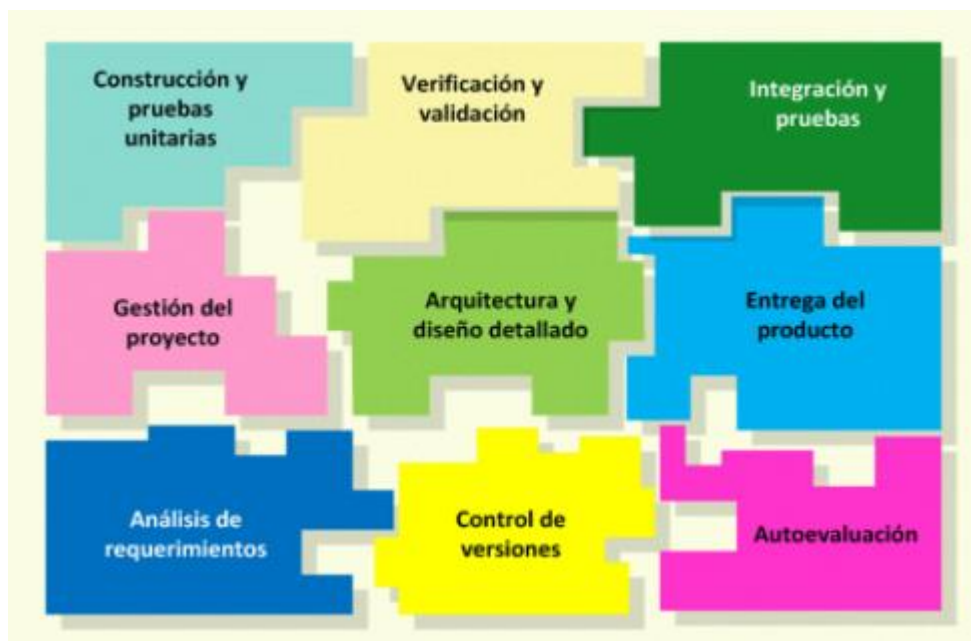 Construcción y
pruebas
unitarias
Verificación y
validación
Integración y
pruebas
Gestión del
proyecto
Arquitectura y
diseño detallado
Entrega del
producto
Análisis de
requerimientos
Control de
versiones
Autoevaluación